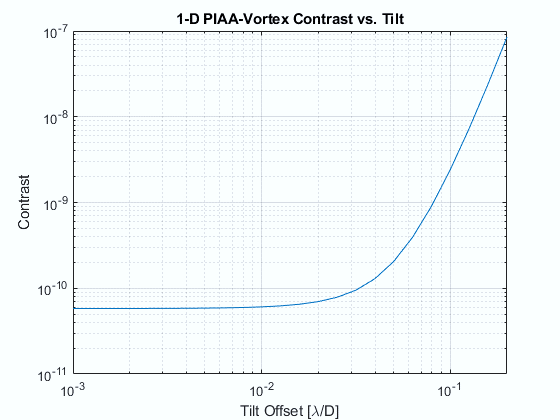 1-D PIAA-Vortex Contrast vs. Tilt
10^-7
10^-8
10^-9
10^-10
10^-11
Contrast
10^-3
10^-2
10^-1
Tilt Offset [λ/D]